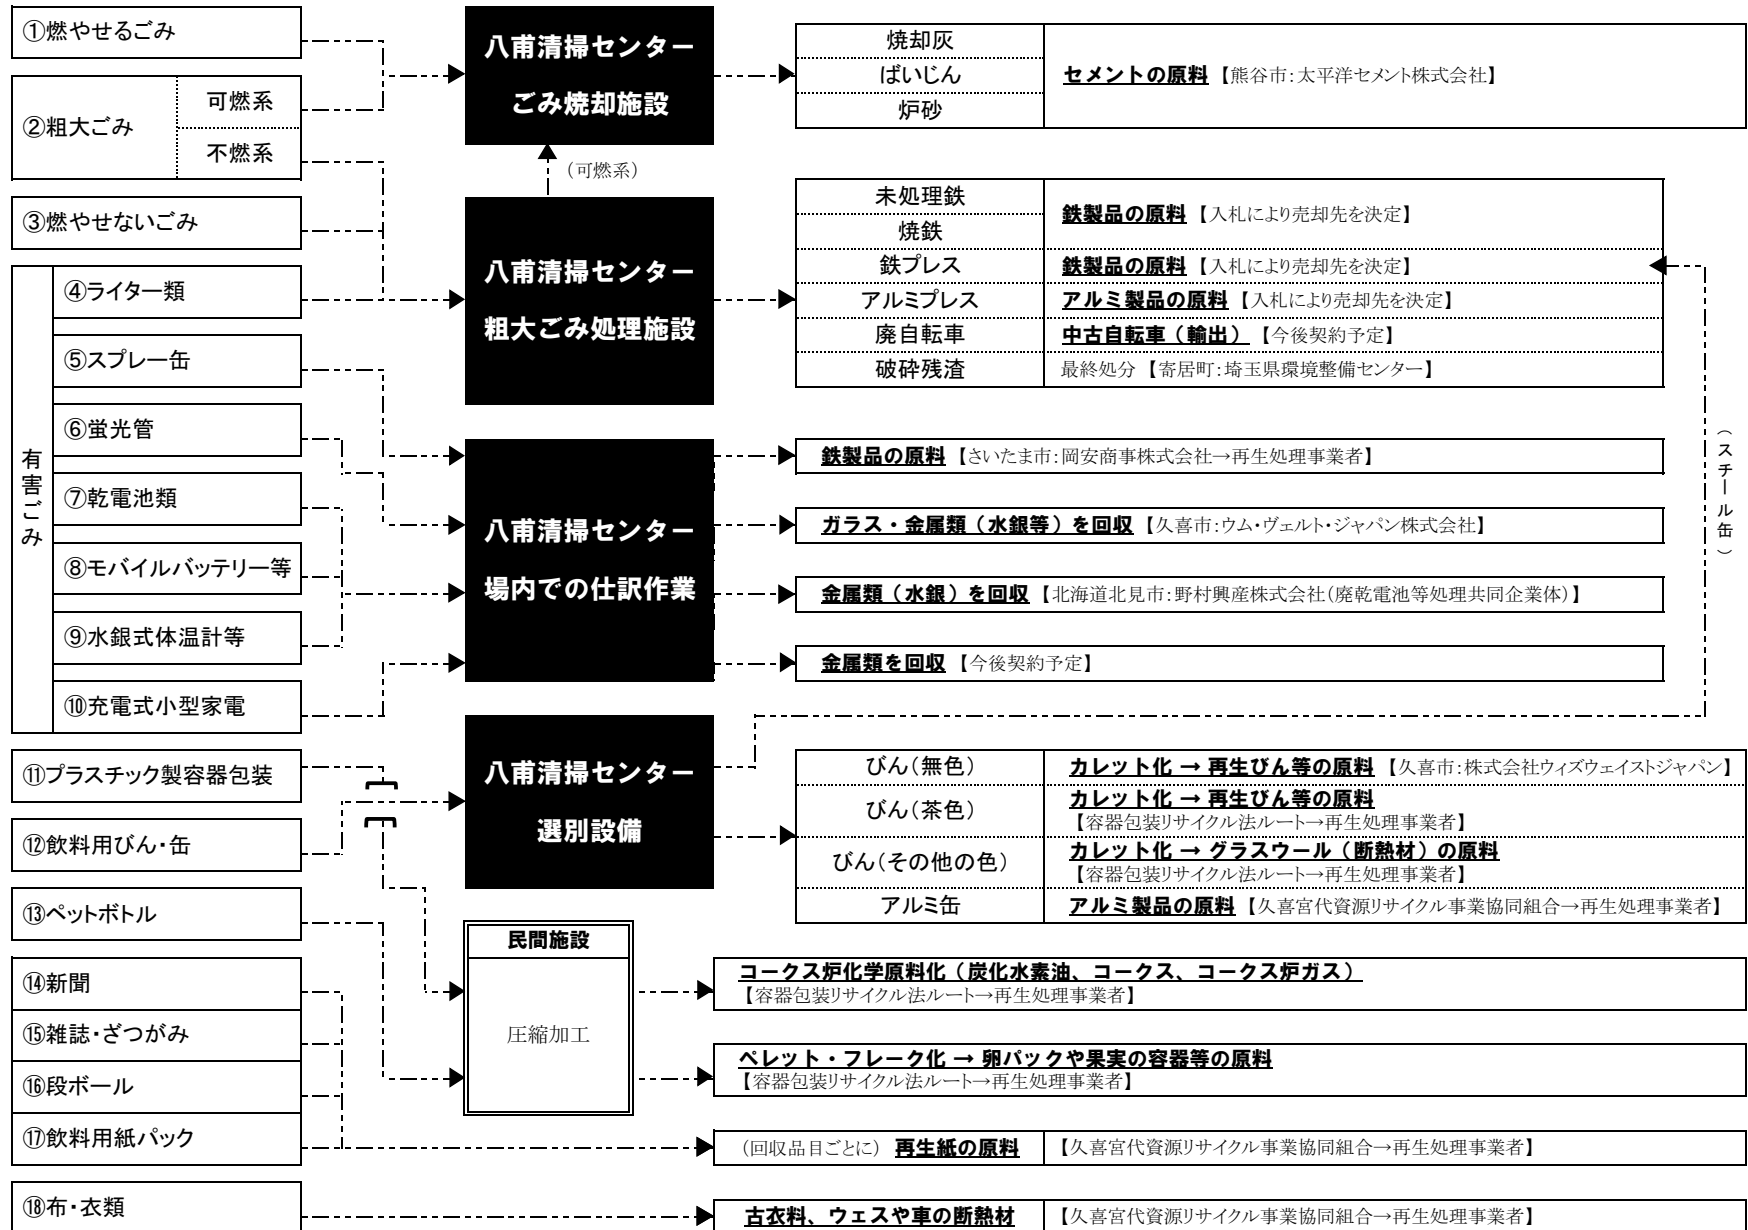 ①燃やせるごみ
②粗大ごみ
可燃系
不燃系
③燃やせないごみ
有害ごみ
④ライター類
⑤スプレー缶
⑥蛍光管
⑦乾電池類
⑧モバイルバッテリー等
⑨水銀式体温計等
⑩充電式小型家電
⑪プラスチック製容器包装
⑫飲料用びん・缶
⑬ペットボトル
⑭新聞
⑮雑誌・ざつがみ
⑯段ボール
⑰飲料用紙パック
⑱布・衣類
八甫清掃センター
ごみ焼却施設
（可燃系）
八甫清掃センター
粗大ごみ処理施設
八甫清掃センター
場内での仕訳作業
八甫清掃センター
選別設備
民間施設
圧縮加工
焼却灰
ばいじん
炉砂
セメントの原料 【熊谷市：太平洋セメント株式会社】
未処理鉄
焼鉄
鉄製品の原料 【入札により売却先を決定】
鉄プレス
鉄製品の原料 【入札により売却先を決定】
アルミプレス
アルミ製品の原料 【入札により売却先を決定】
廃自転車
中古自転車（輸出） 【今後契約予定】
破砕残渣
最終処分 【寄居町：埼玉県環境整備センター】
（スチール缶）
鉄製品の原料 【さいたま市：岡安商事株式会社→再生処理事業者】
ガラス・金属類（水銀等）を回収 【久喜市：ウム・ヴェルト・ジャパン株式会社】
金属類（水銀）を回収 【北海道北見市：野村興産株式会社（廃乾電池等処理共同企業体）】
金属類を回収 【今後契約予定】
びん（無色）
カレット化 → 再生びん等の原料 【久喜市：株式会社ウィズウェイストジャパン】
びん（茶色）
カレット化 → 再生びん等の原料
【容器包装リサイクル法ルート→再生処理事業者】
びん（その他の色）
カレット化 → グラスウール（断熱材）の原料
【容器包装リサイクル法ルート→再生処理事業者】
アルミ缶
アルミ製品の原料 【久喜宮代資源リサイクル事業協同組合→再生処理事業者】
コークス炉化学原料化（炭化水素油、コークス、コークス炉ガス）
【容器包装リサイクル法ルート→再生処理事業者】
ペレット・フレーク化 → 卵パックや果実の容器等の原料
【容器包装リサイクル法ルート→再生処理事業者】
（回収品目ごとに） 再生紙の原料
【久喜宮代資源リサイクル事業協同組合→再生処理事業者】
古衣料、ウェスや車の断熱材
【久喜宮代資源リサイクル事業協同組合→再生処理事業者】